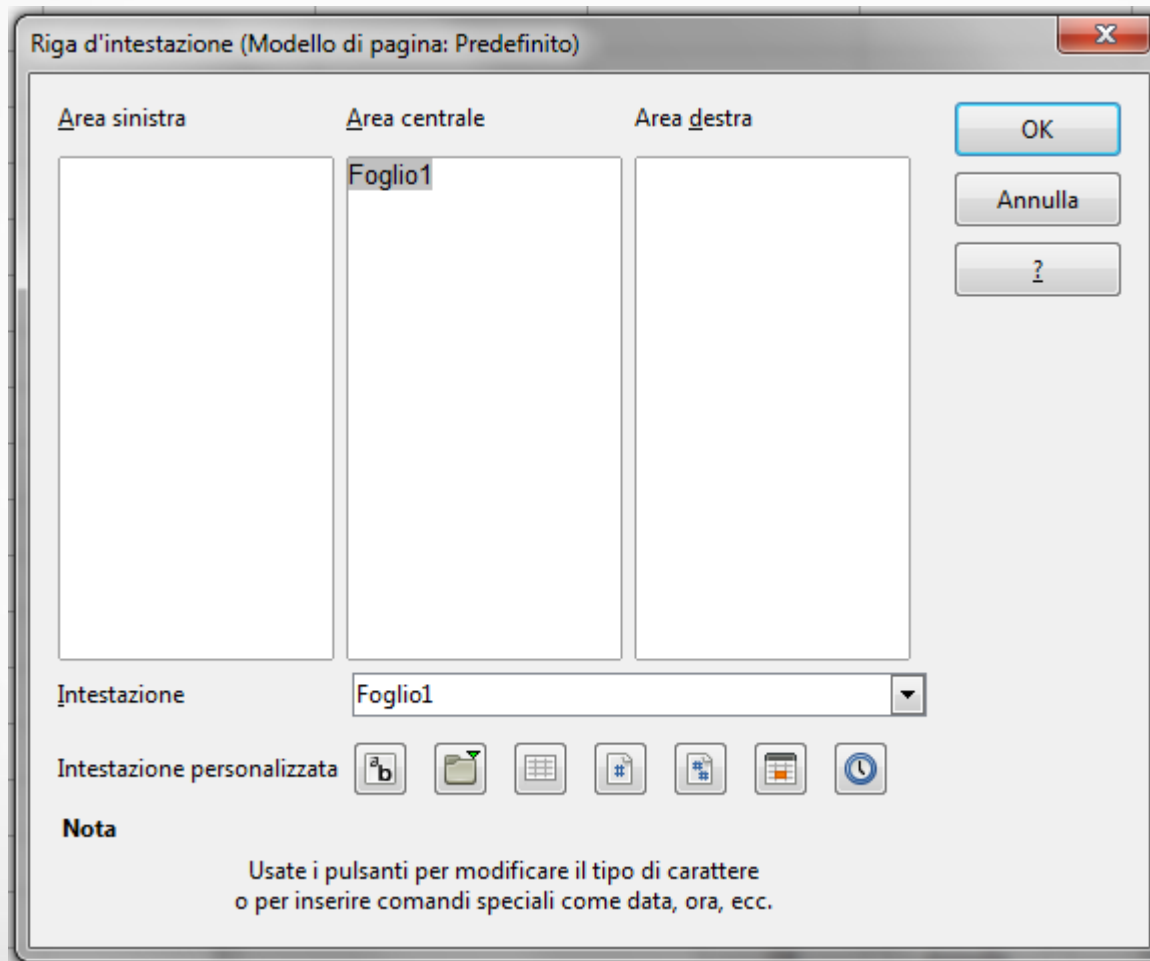 Riga d'intestazione (Modello di pagina: Predefinito)
Area sinistra
Area centrale
Area destra
OK
Foglio1
Annulla
?
Intestazione
Foglio1
Intestazione personalizzata
Nota
Usate i pulsanti per modificare il tipo di carattere
o per inserire comandi speciali come data, ora, ecc.